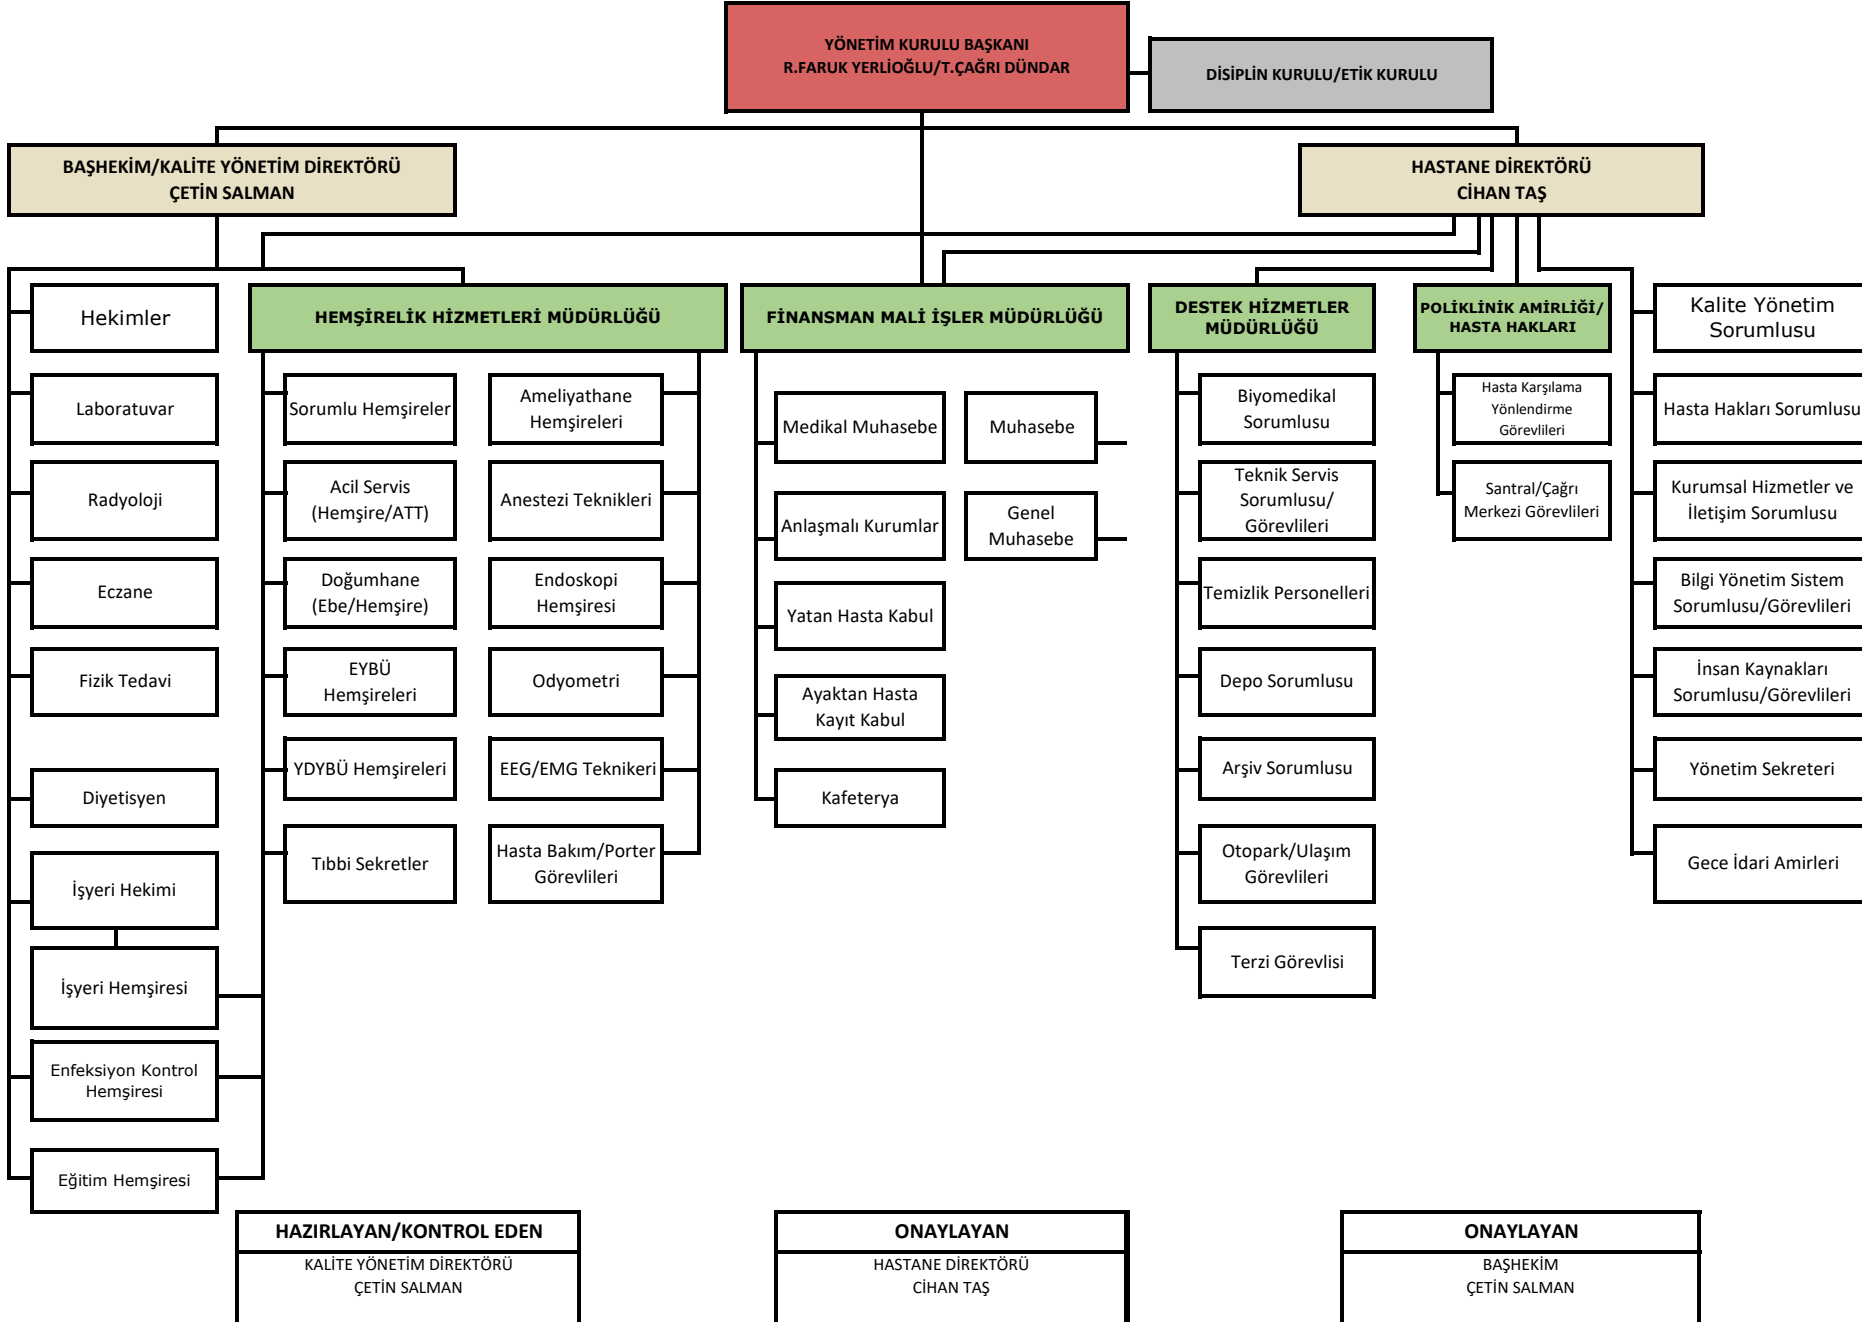 YÖNETİM KURULU BAŞKANI
R.FARUK YERLİOĞLU/T.ÇAĞRI DÜNDAR
DİSİPLİN KURULU/ETİK KURULU
BAŞHEKİM/KALİTE YÖNETİM DİREKTÖRÜ
ÇETİN SALMAN
HASTANE DİREKTÖRÜ
CİHAN TAŞ
Hekimler
Laboratuvar
Radyoloji
Eczane
Fizik Tedavi
Diyetisyen
İşyeri Hekimi
İşyeri Hemşiresi
Enfeksiyon Kontrol
Hemşiresi
Eğitim Hemşiresi
HEMŞİRELİK HİZMETLERİ MÜDÜRLÜĞÜ
Sorumlu Hemşireler
Acil Servis
(Hemşire/ATT)
Doğumhane
(Ebe/Hemşire)
EYBÜ
Hemşireleri
YDYBÜ Hemşireleri
Tıbbi Sekretler
Ameliyathane
Hemşireleri
Anestezi Teknikleri
Endoskopi
Hemşiresi
Odyometri
EEG/EMG Teknikeri
Hasta Bakım/Porter
Görevlileri
FİNANSMAN MALİ İŞLER MÜDÜRLÜĞÜ
Medikal Muhasebe
Anlaşmalı Kurumlar
Yatan Hasta Kabul
Ayaktan Hasta
Kayıt Kabul
Kafeterya
Muhasebe
Genel
Muhasebe
DESTEK HİZMETLER
MÜDÜRLÜĞÜ
Biyomedikal
Sorumlusu
Teknik Servis
Sorumlusu/
Görevlileri
Temizlik Personelleri
Depo Sorumlusu
Arşiv Sorumlusu
Otopark/Ulaşım
Görevlileri
Terzi Görevlisi
POLİKLİNİK AMİRLİĞİ/
HASTA HAKLARI
Hasta Karşılama
Yönlendirme
Görevlileri
Santral/Çağrı
Merkezi Görevlileri
Kalite Yönetim
Sorumlusu
Hasta Hakları Sorumlusu
Kurumsal Hizmetler ve
İletişim Sorumlusu
Bilgi Yönetim Sistem
Sorumlusu/Görevlileri
İnsan Kaynakları
Sorumlusu/Görevlileri
Yönetim Sekreteri
Gece İdari Amirleri
HAZIRLAYAN/KONTROL EDEN
KALİTE YÖNETİM DİREKTÖRÜ
ÇETİN SALMAN
ONAYLAYAN
HASTANE DİREKTÖRÜ
CİHAN TAŞ
ONAYLAYAN
BAŞHEKİM
ÇETİN SALMAN